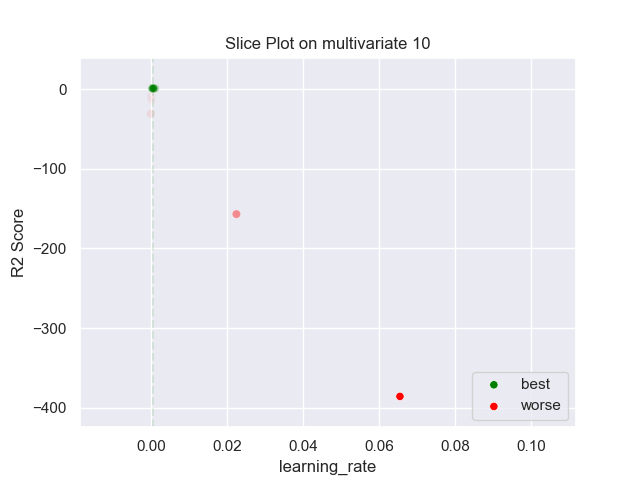 Slice Plot on multivariate 10
R2 Score
0
−100
−200
−300
−400
0.00 0.02 0.04 0.06 0.08 0.10
learning_rate
best
worse